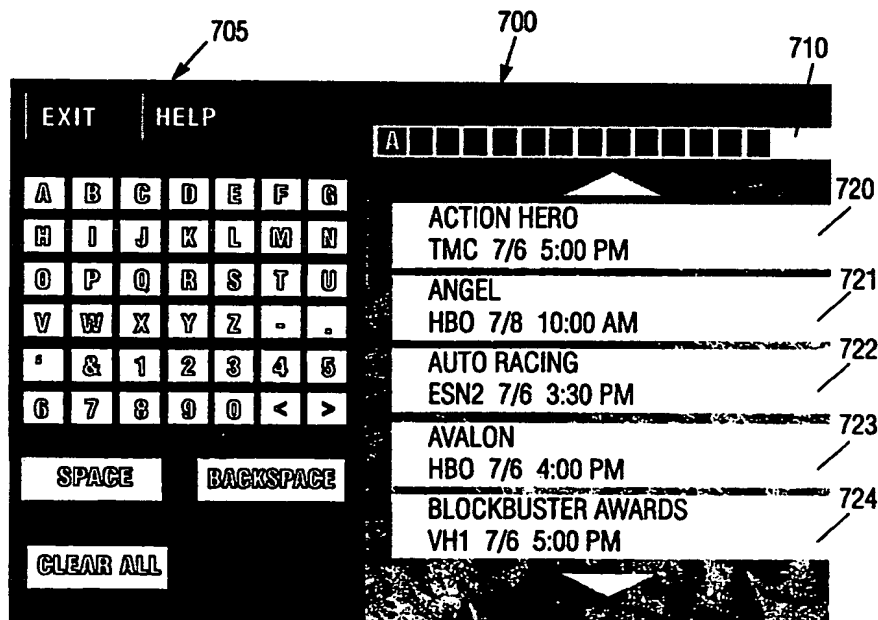 705
700
710
EXIT HELP
A
A B C D E F G
H I J K L M N
O P Q R S T U
V W X Y Z - .
' & 1 2 3 4 5
6 7 8 9 0 < >
SPACE BACKSPACE
CLEAR ALL
ACTION HERO
TMC 7/6 5:00 PM
720
ANGEL
HBO 7/8 10:00 AM
721
AUTO RACING
ESN2 7/6 3:30 PM
722
AVALON
HBO 7/6 4:00 PM
723
BLOCKBUSTER AWARDS
VH1 7/6 5:00 PM
724